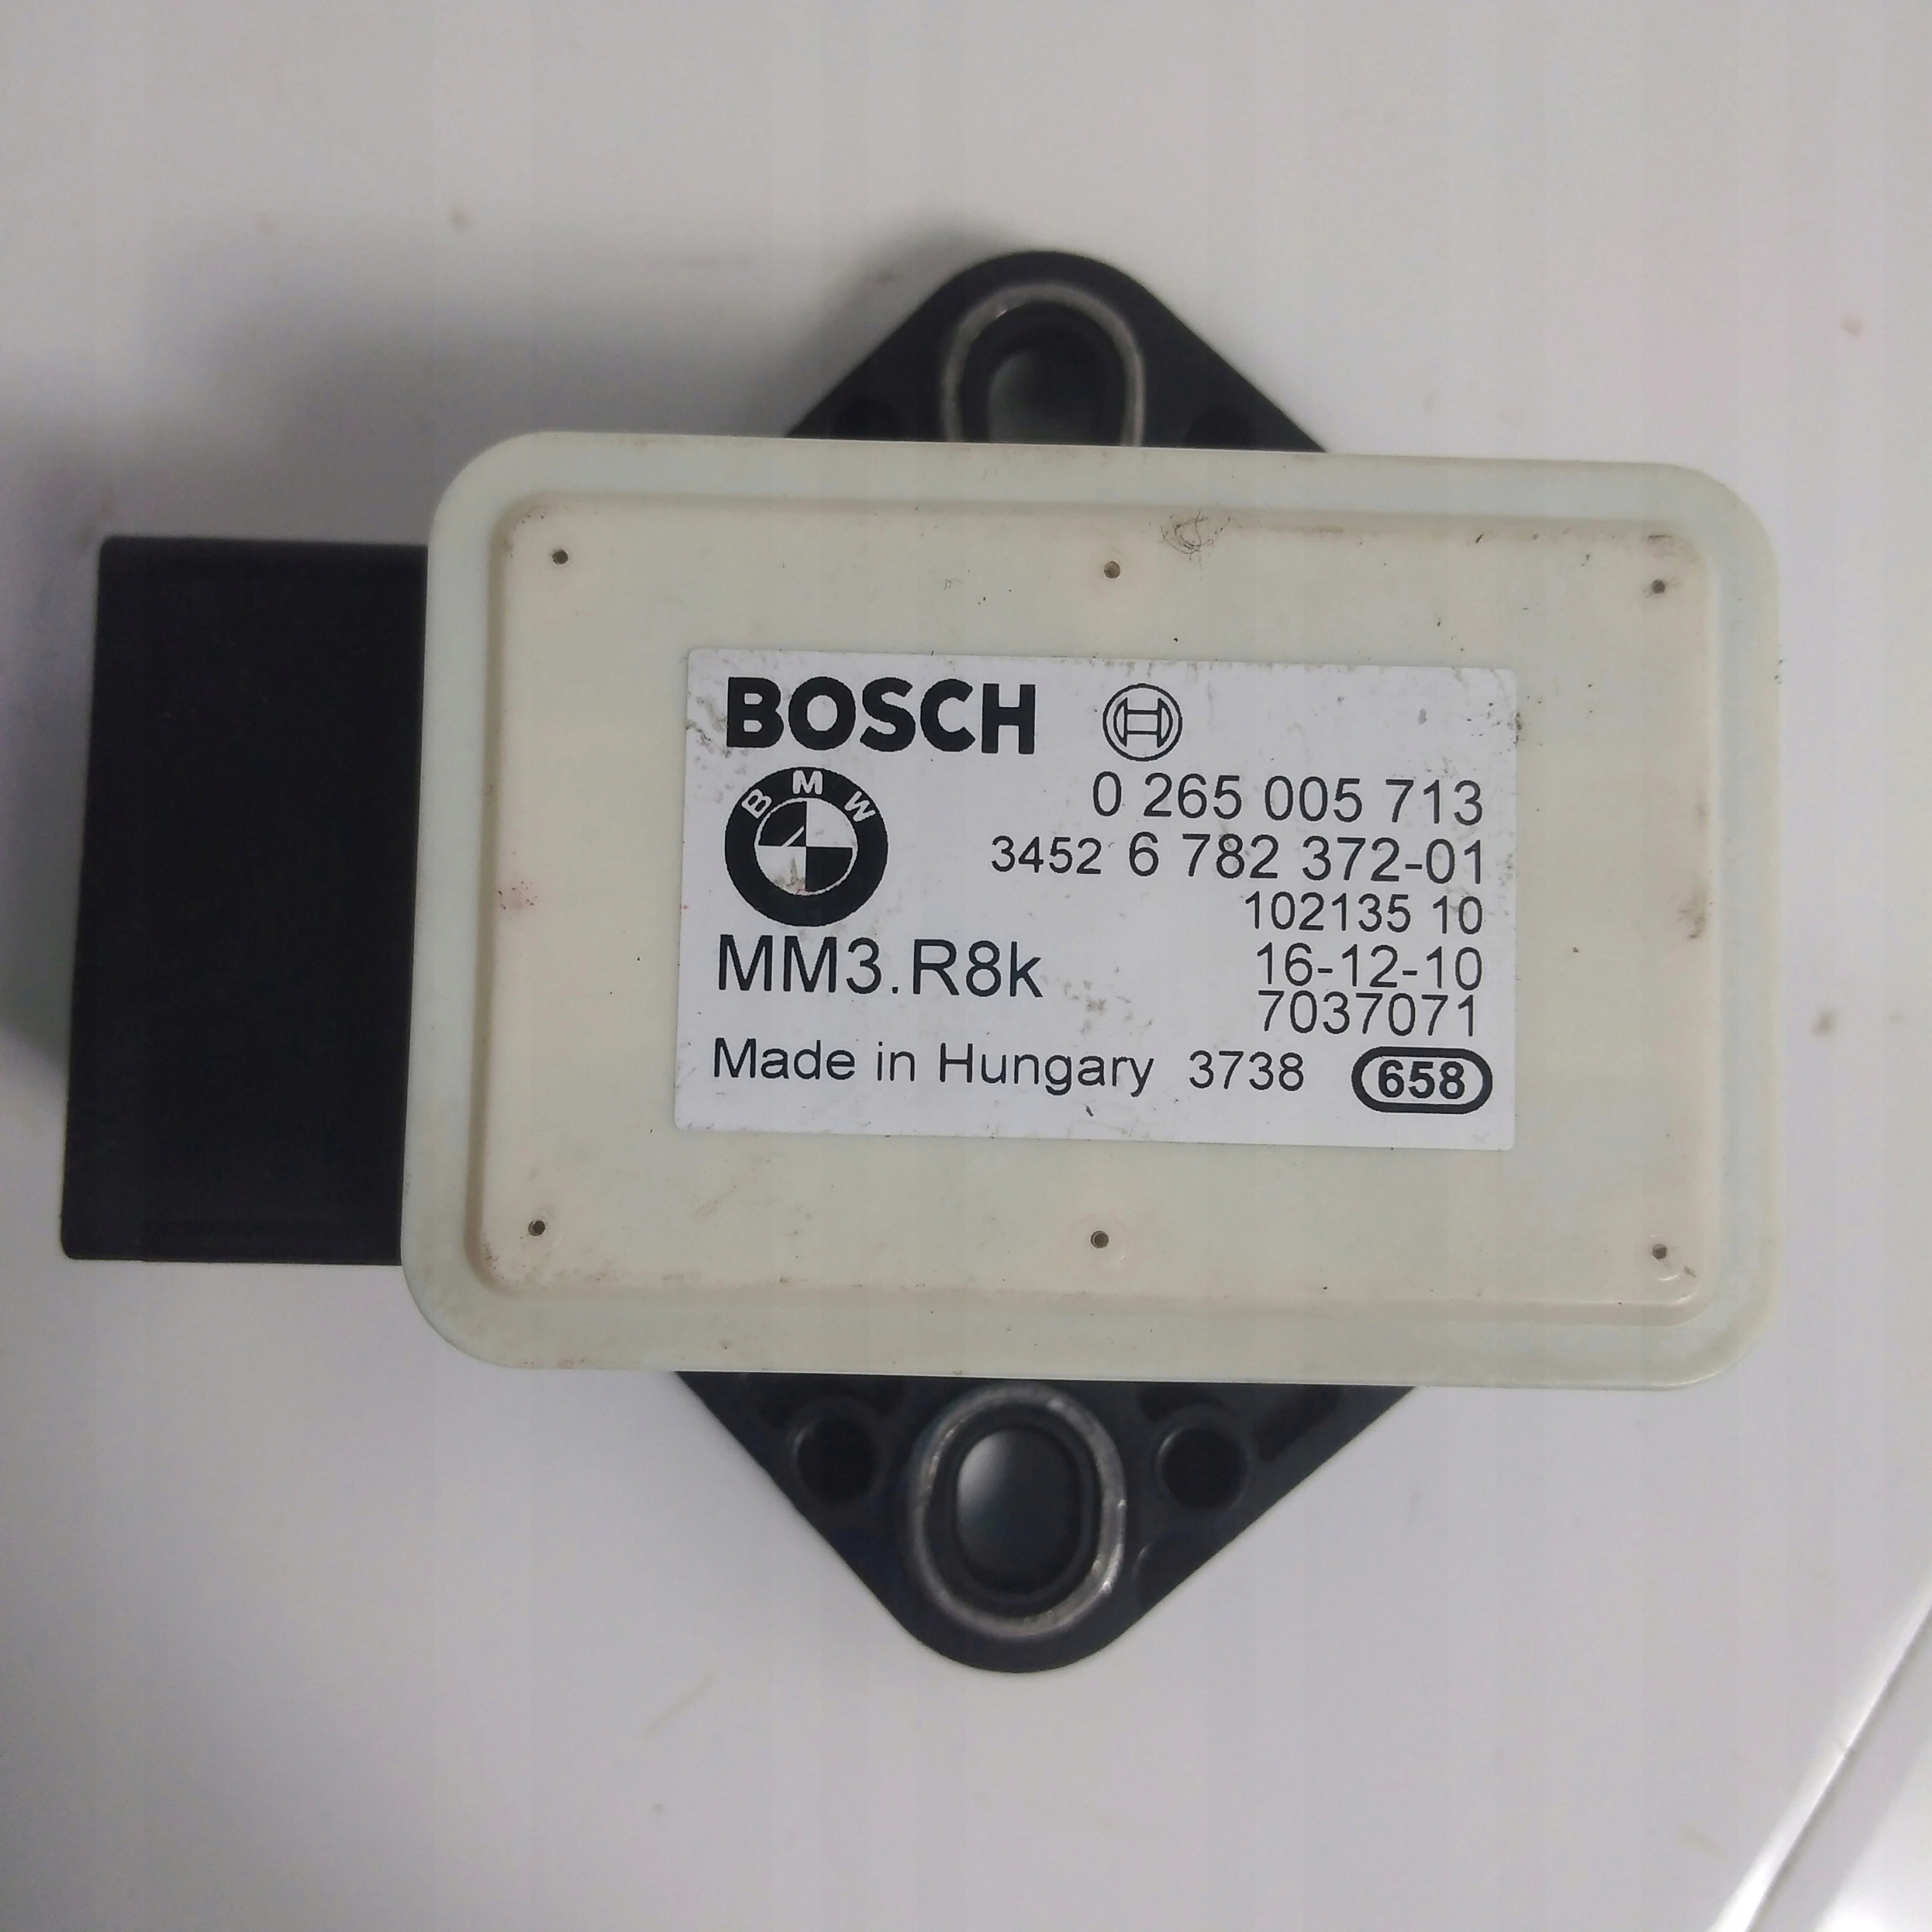 BOSCH
0 265 005 713
BMW
3452 6 782 372-01
102135 10
MM3.R8k
16-12-10
7037071
Made in Hungary 3738 658